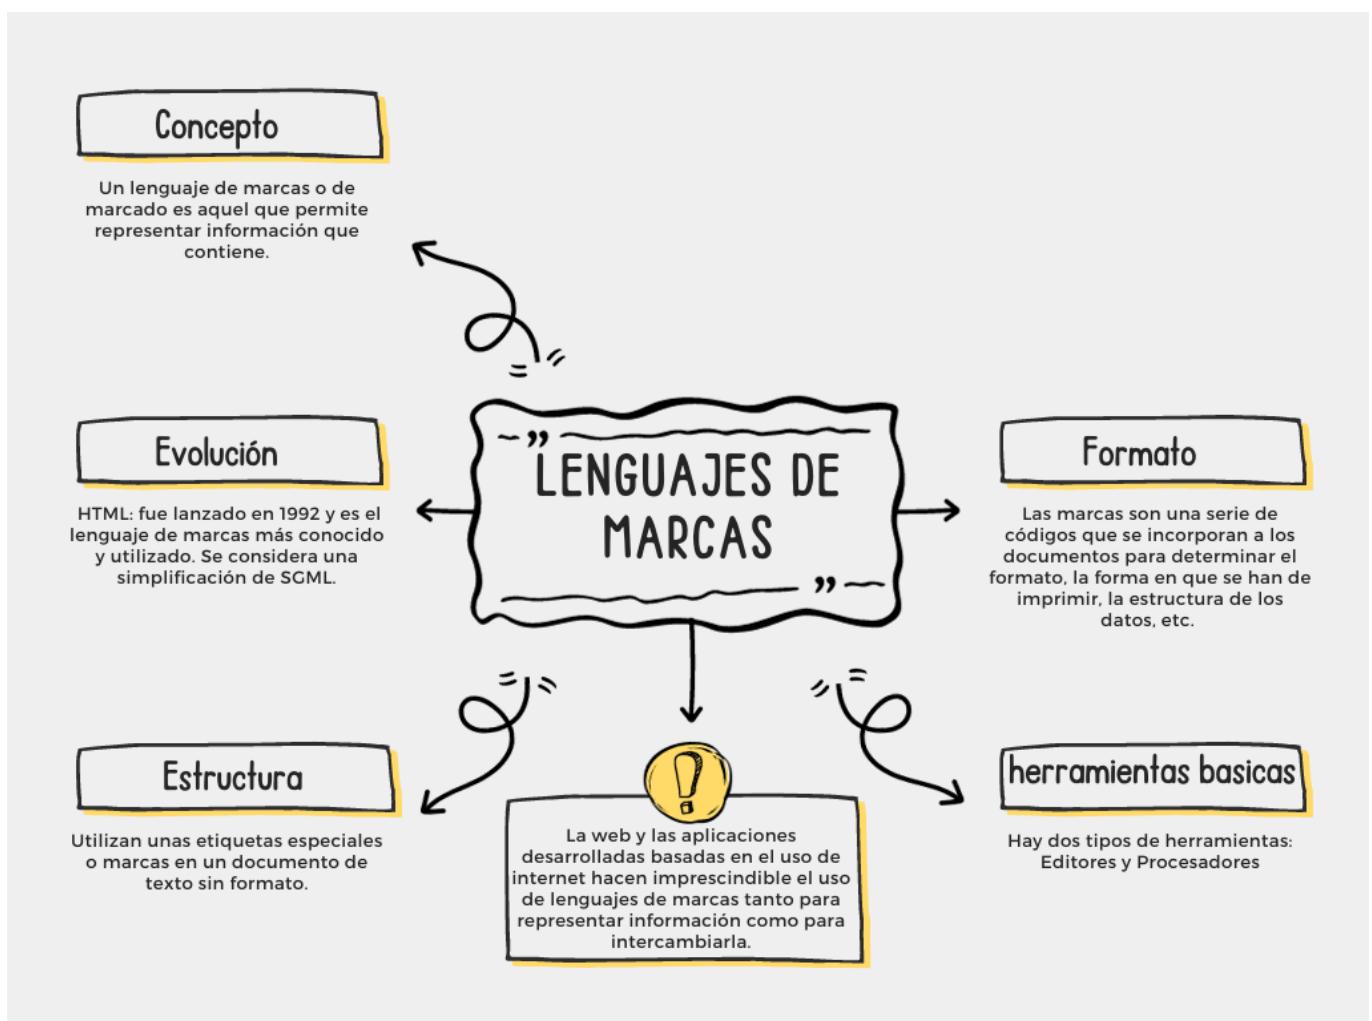 Concepto
Un lenguaje de marcas o de
marcado es aquel que permite
representar información que
contiene.
Evolución
HTML: fue lanzado en 1992 y es el
lenguaje de marcas más conocido
y utilizado. Se considera una
simplificación de SGML.
Estructura
Utilizan unas etiquetas especiales
o marcas en un documento de
texto sin formato.
LENGUAJES DE
MARCAS
La web y las aplicaciones
desarrolladas basadas en el uso de
internet hacen imprescindible el uso
de lenguajes de marcas tanto para
representar información como para
intercambiarla.
Formato
Las marcas son una serie de
códigos que se incorporan a los
documentos para determinar el
formato, la forma en que se han de
imprimir, la estructura de los
datos, etc.
herramientas basicas
Hay dos tipos de herramientas:
Editores y Procesadores